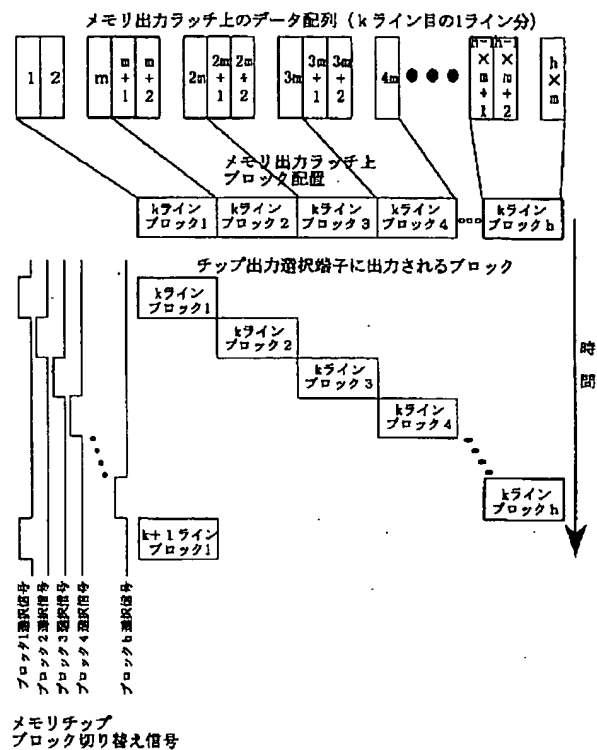 メモリ出力ラッチ上のデータ配列（kライン目の1ライン分）
1 2 m m+1 m+2 2m 2m+1 2m+2 3m 3m+1 3m+2 4m ●●● h×m
メモリ出力ラッチ上
ブロック配置
kライン
ブロック1
kライン
ブロック2
kライン
ブロック3
kライン
ブロック4
kライン
ブロックh
チップ出力選択端子に出力されるブロック
kライン
ブロック1
kライン
ブロック2
kライン
ブロック3
kライン
ブロック4
kライン
ブロックh
時間
k+1ライン
ブロック1
ブロック1選択信号
ブロック2選択信号
ブロック3選択信号
ブロック4選択信号
ブロックh選択信号
メモリチップ
ブロック切り替え信号